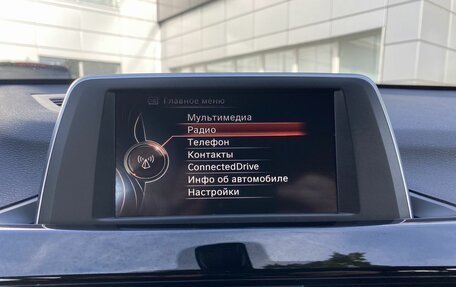 Главное меню
Мультимедиа
Радио
Телефон
Контакты
ConnectedDrive
Инфо об автомобиле
Настройки